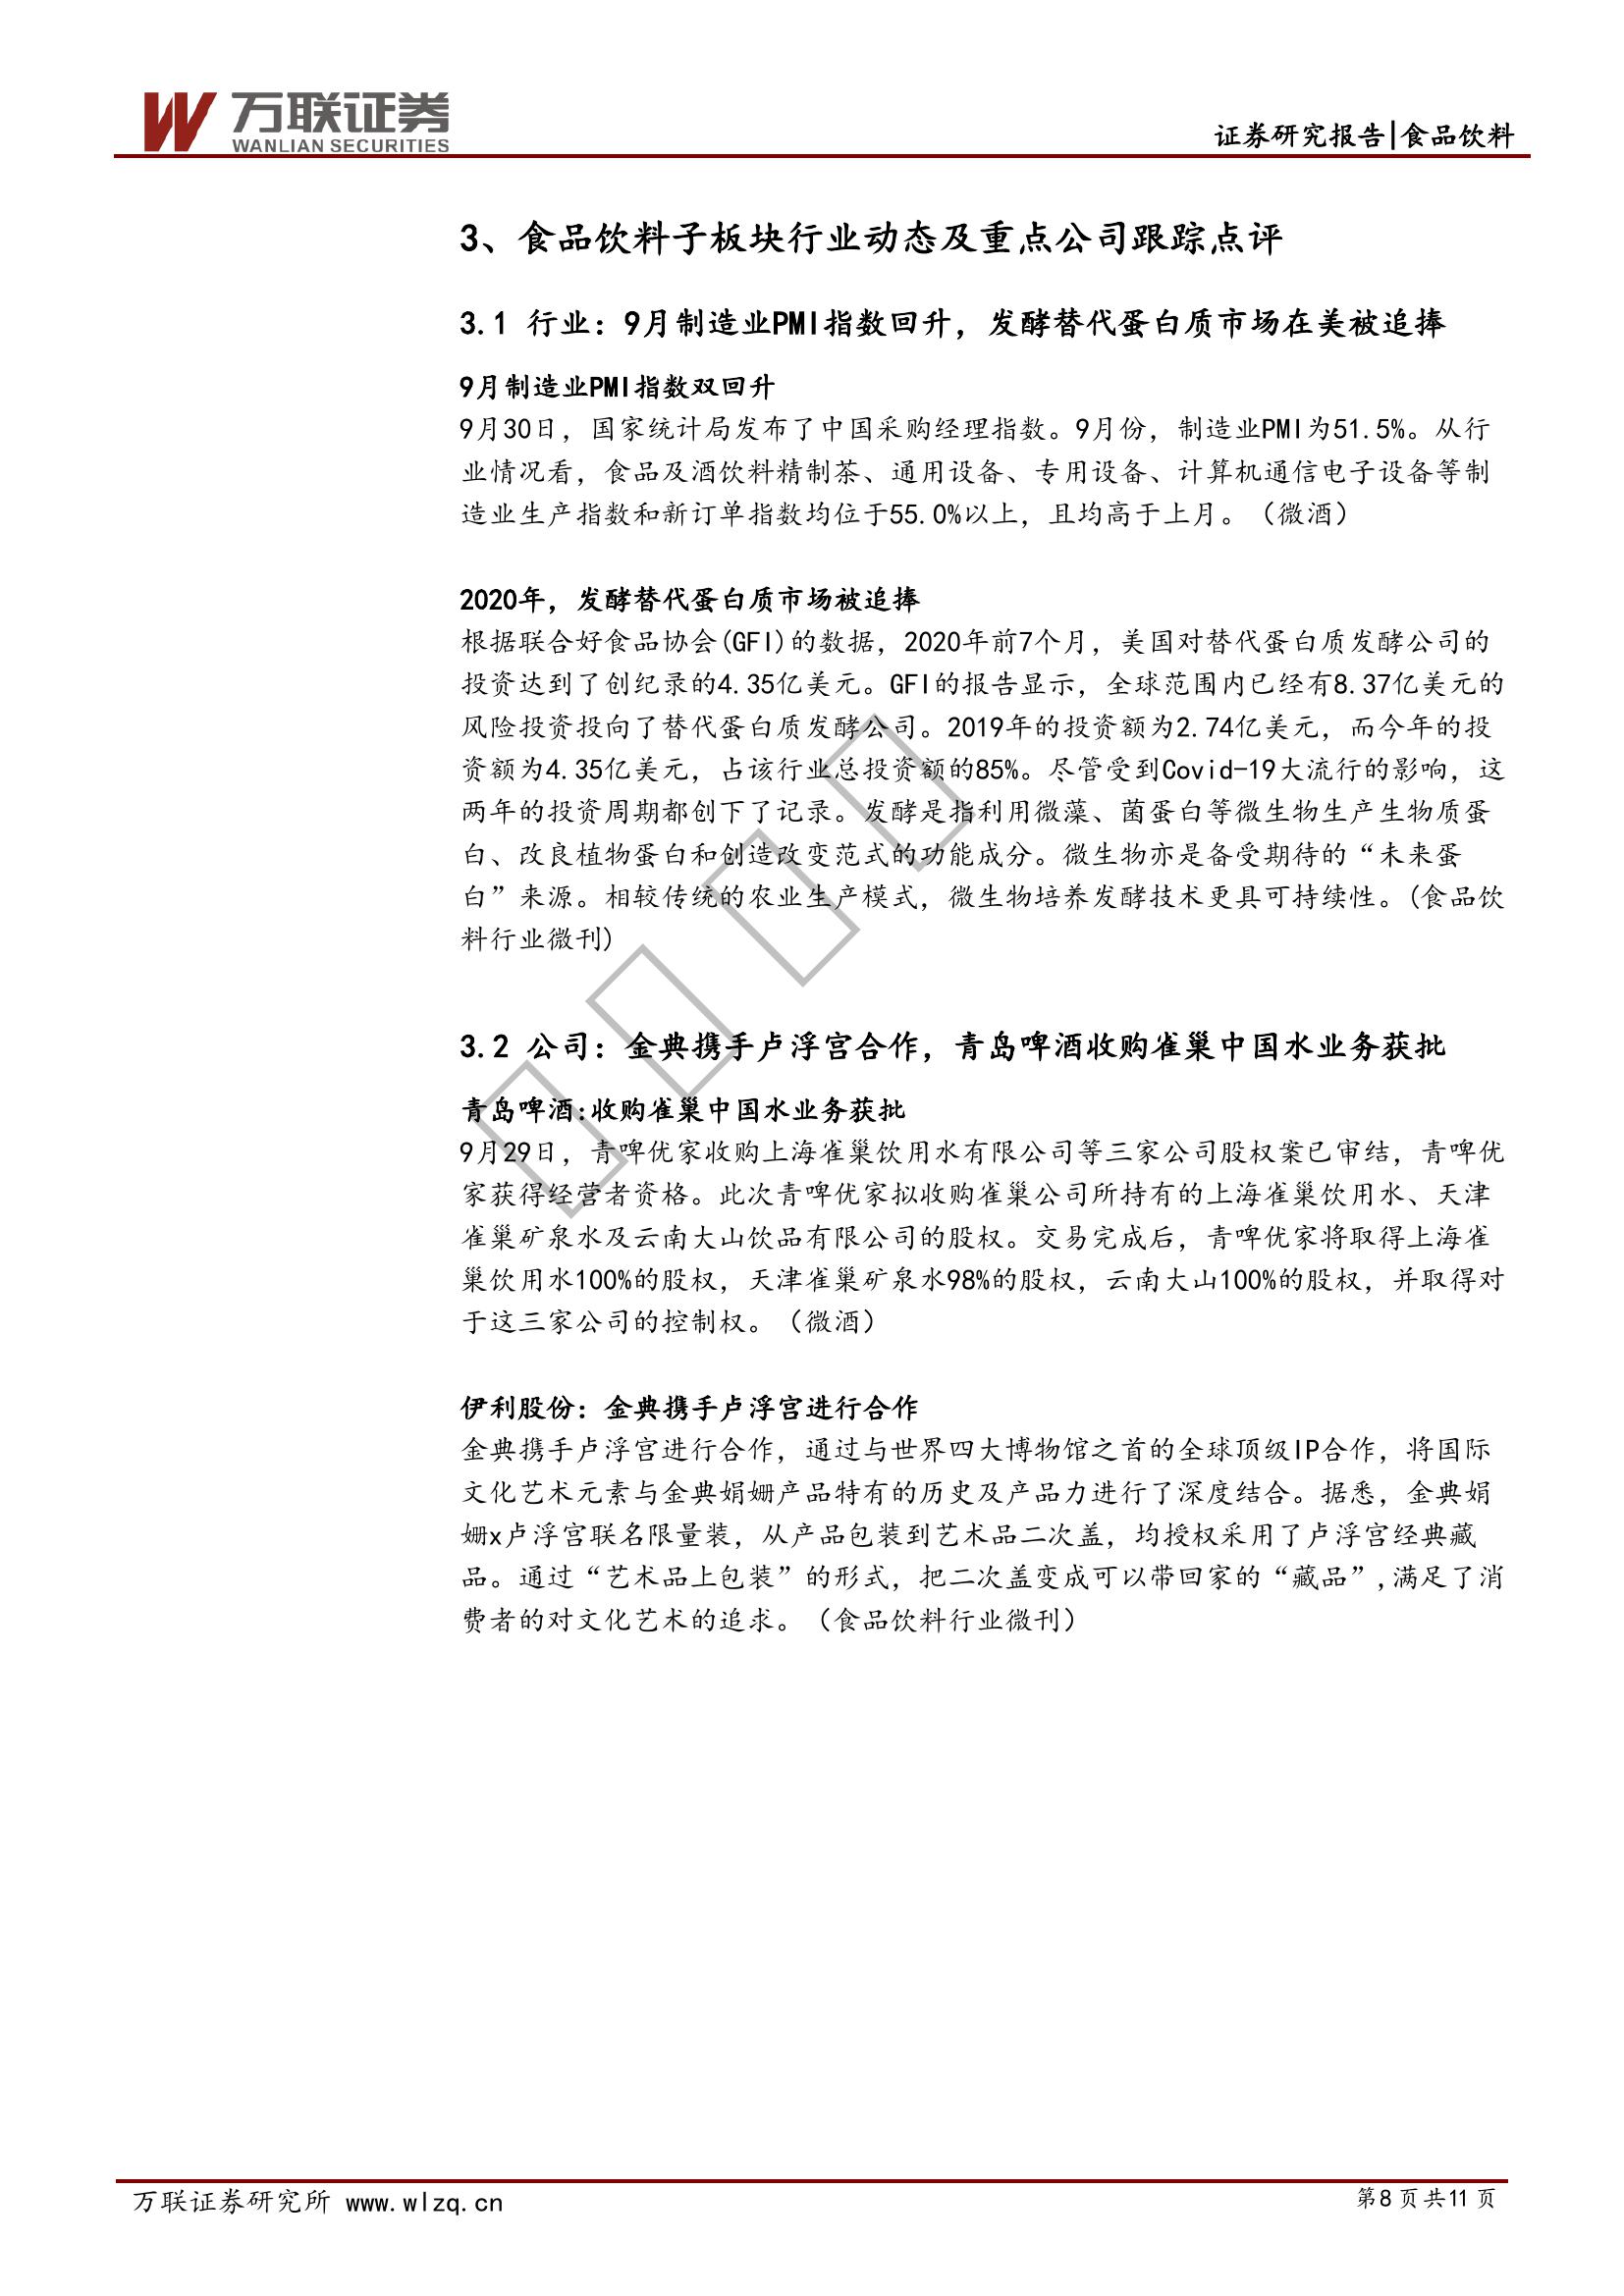 万联证券
WANLIAN SECURITIES
证券研究报告|食品饮料
3、食品饮料子板块行业动态及重点公司跟踪点评
3.1 行业：9月制造业PMI指数回升，发酵替代蛋白质市场在美被追捧
9月制造业PMI指数双回升
9月30日，国家统计局发布了中国采购经理指数。9月份，制造业PMI为51.5%。从行
业情况看，食品及酒饮料精制茶、通用设备、专用设备、计算机通信电子设备等制
造业生产指数和新订单指数均位于55.0%以上，且均高于上月。（微酒）
2020年，发酵替代蛋白质市场被追捧
根据联合好食品协会(GFI)的数据，2020年前7个月，美国对替代蛋白质发酵公司的
投资达到了创纪录的4.35亿美元。GFI的报告显示，全球范围内已经有8.37亿美元的
风险投资投向了替代蛋白质发酵公司。2019年的投资额为2.74亿美元，而今年的投
资额为4.35亿美元，占该行业总投资额的85%。尽管受到Covid-19大流行的影响，这
两年的投资周期都创下了记录。发酵是指利用微藻、菌蛋白等微生物生产生物质蛋
白、改良植物蛋白和创造改变范式的功能成分。微生物亦是备受期待的“未来蛋
白”来源。相较传统的农业生产模式，微生物培养发酵技术更具可持续性。(食品饮
料行业微刊)
3.2 公司：金典携手卢浮宫合作，青岛啤酒收购雀巢中国水业务获批
青岛啤酒:收购雀巢中国水业务获批
9月29日，青啤优家收购上海雀巢饮用水有限公司等三家公司股权案已审结，青啤优
家获得经营者资格。此次青啤优家拟收购雀巢公司所持有的上海雀巢饮用水、天津
雀巢矿泉水及云南大山饮品有限公司的股权。交易完成后，青啤优家将取得上海雀
巢饮用水100%的股权，天津雀巢矿泉水98%的股权，云南大山100%的股权，并取得对
于这三家公司的控制权。（微酒）
伊利股份：金典携手卢浮宫进行合作
金典携手卢浮宫进行合作，通过与世界四大博物馆之首的全球顶级IP合作，将国际
文化艺术元素与金典娟姗产品特有的历史及产品力进行了深度结合。据悉，金典娟
姗x卢浮宫联名限量装，从产品包装到艺术品二次盖，均授权采用了卢浮宫经典藏
品。通过“艺术品上包装”的形式，把二次盖变成可以带回家的“藏品”,满足了消
费者的对文化艺术的追求。（食品饮料行业微刊）
万联证券研究所 www.wlzq.cn
第8 页 共11 页